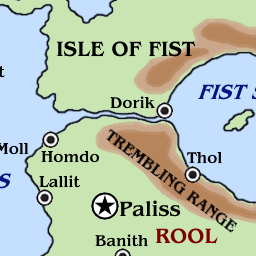 t
ISLE OF FIST
Dorik
FIST S
Moll
Homdo
TREMBLING RANGE
Thol
Lallit
S
Paliss
Banith
ROOL